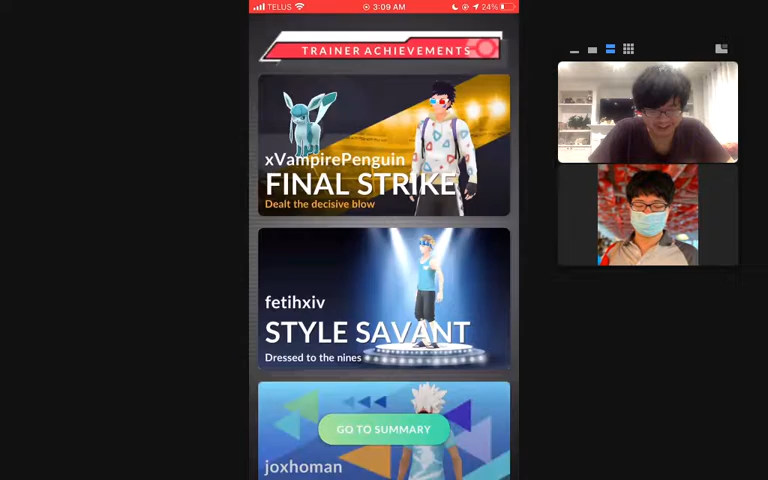 TELUS 3:09 AM 24%
TRAINER ACHIEVEMENTS
xVampirePenguin
FINAL STRIKE
Dealt the decisive blow
fetihxiv
STYLE SAVANT
Dressed to the nines
GO TO SUMMARY
joxhoman